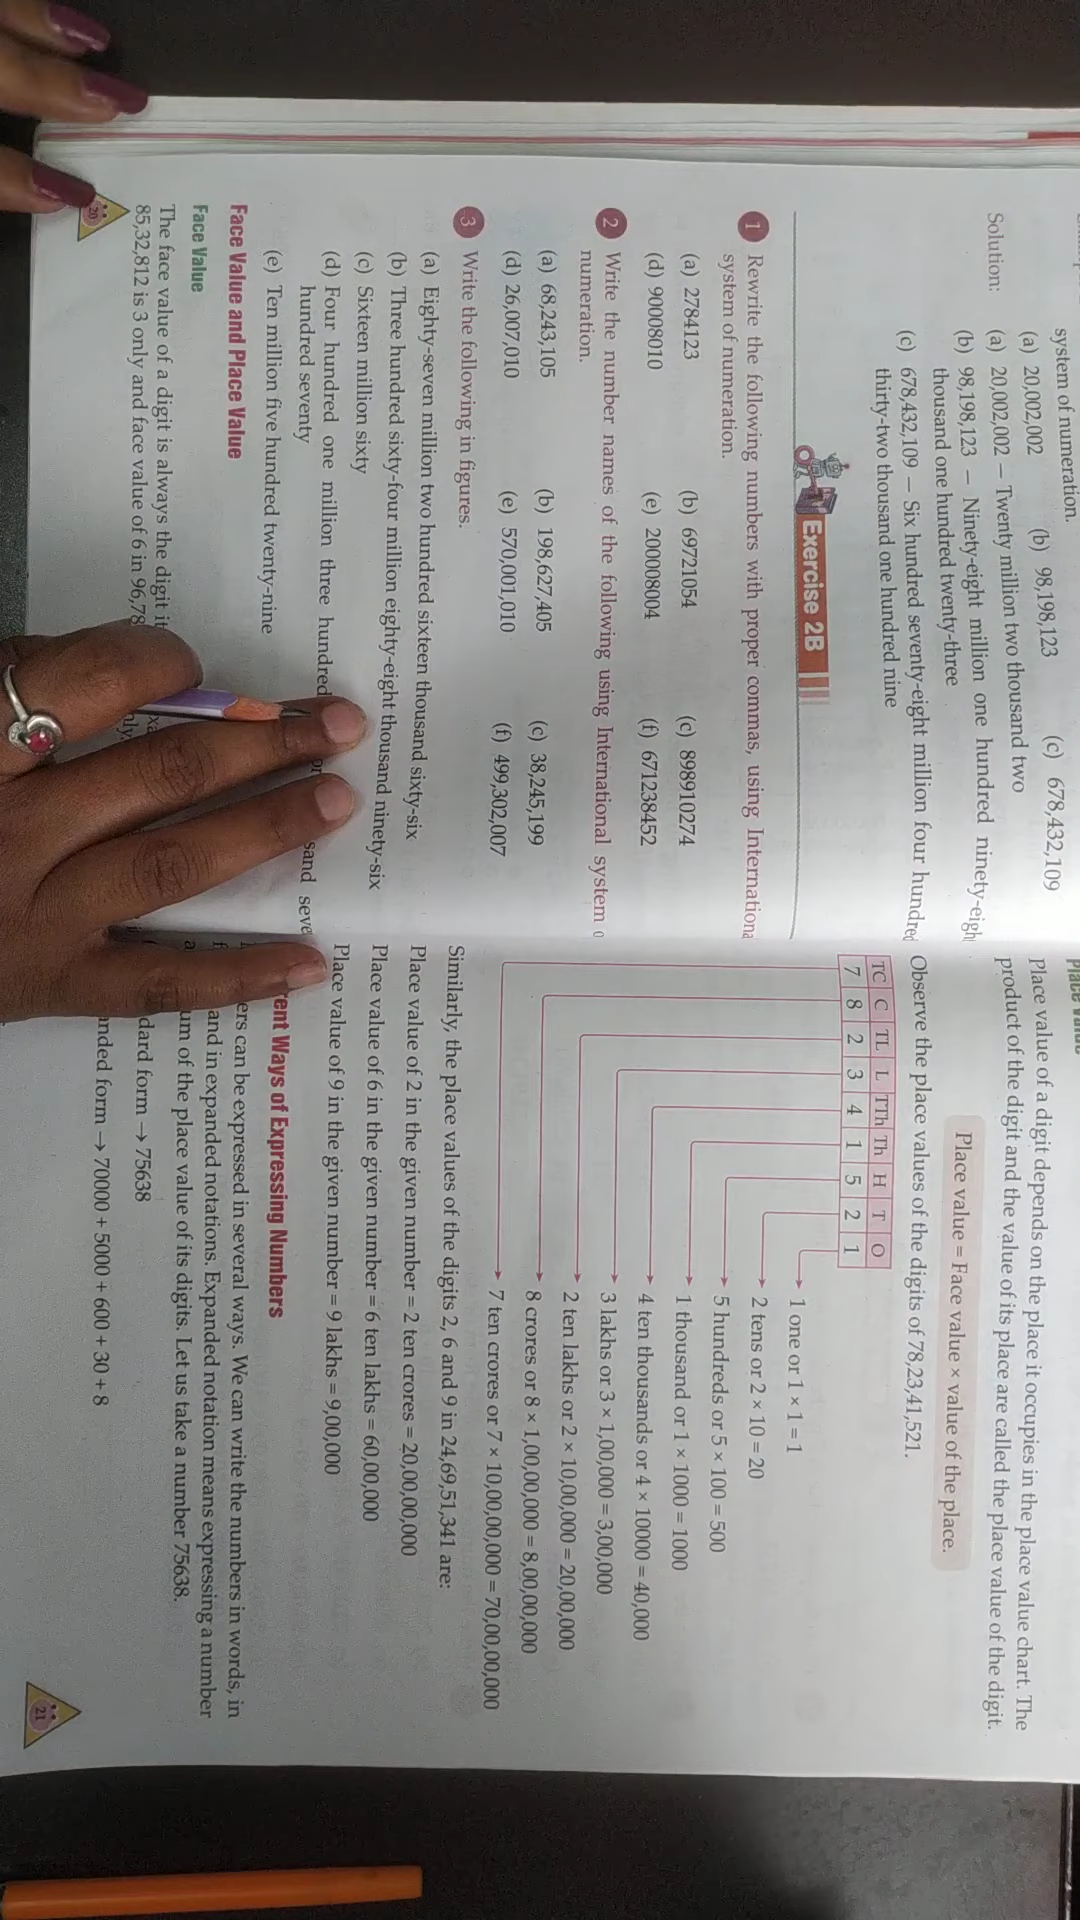 system of numeration.
(a) 20,002,002 (b) 98,198,123 (c) 678,432,109
Solution: (a) 20,002,002 – Twenty million two thousand two
(b) 98,198,123 – Ninety-eight million one hundred ninety-eigh
thousand one hundred twenty-three
(c) 678,432,109 – Six hundred seventy-eight million four hundred
thirty-two thousand one hundred nine
Exercise 2B
1 Rewrite the following numbers with proper commas, using Internationa
system of numeration.
(a) 2784123 (b) 69721054 (c) 898910274
(d) 90008010 (e) 200008004 (f) 671238452
2 Write the number names of the following using International system o
numeration.
(a) 68,243,105 (b) 198,627,405 (c) 38,245,199
(d) 26,007,010 (e) 570,001,010 (f) 499,302,007
3 Write the following in figures.
(a) Eighty-seven million two hundred sixteen thousand sixty-six
(b) Three hundred sixty-four million eighty-eight thousand ninety-six
(c) Sixteen million sixty
(d) Four hundred one million three hundred sand seve
hundred seventy
(e) Ten million five hundred twenty-nine
Face Value and Place Value
Face Value
The face value of a digit is always the digit it
85,32,812 is 3 only and face value of 6 in 96,78 nly.
20
Place Value
Place value of a digit depends on the place it occupies in the place value chart. The
product of the digit and the value of its place are called the place value of the digit.
Place value = Face value × value of the place.
Observe the place values of the digits of 78,23,41,521.
TC C TL L TTh Th H T O
7 8 2 3 4 1 5 2 1
1 one or 1 × 1 = 1
2 tens or 2 × 10 = 20
5 hundreds or 5 × 100 = 500
1 thousand or 1 × 1000 = 1000
4 ten thousands or 4 × 10000 = 40,000
3 lakhs or 3 × 1,00,000 = 3,00,000
2 ten lakhs or 2 × 10,00,000 = 20,00,000
8 crores or 8 × 1,00,00,000 = 8,00,00,000
7 ten crores or 7 × 10,00,00,000 = 70,00,00,000
Similarly, the place values of the digits 2, 6 and 9 in 24,69,51,341 are:
Place value of 2 in the given number = 2 ten crores = 20,00,00,000
Place value of 6 in the given number = 6 ten lakhs = 60,00,000
Place value of 9 in the given number = 9 lakhs = 9,00,000
rent Ways of Expressing Numbers
ers can be expressed in several ways. We can write the numbers in words, in
and in expanded notations. Expanded notation means expressing a number
um of the place value of its digits. Let us take a number 75638.
dard form → 75638
anded form → 70000 + 5000 + 600 + 30 + 8
21